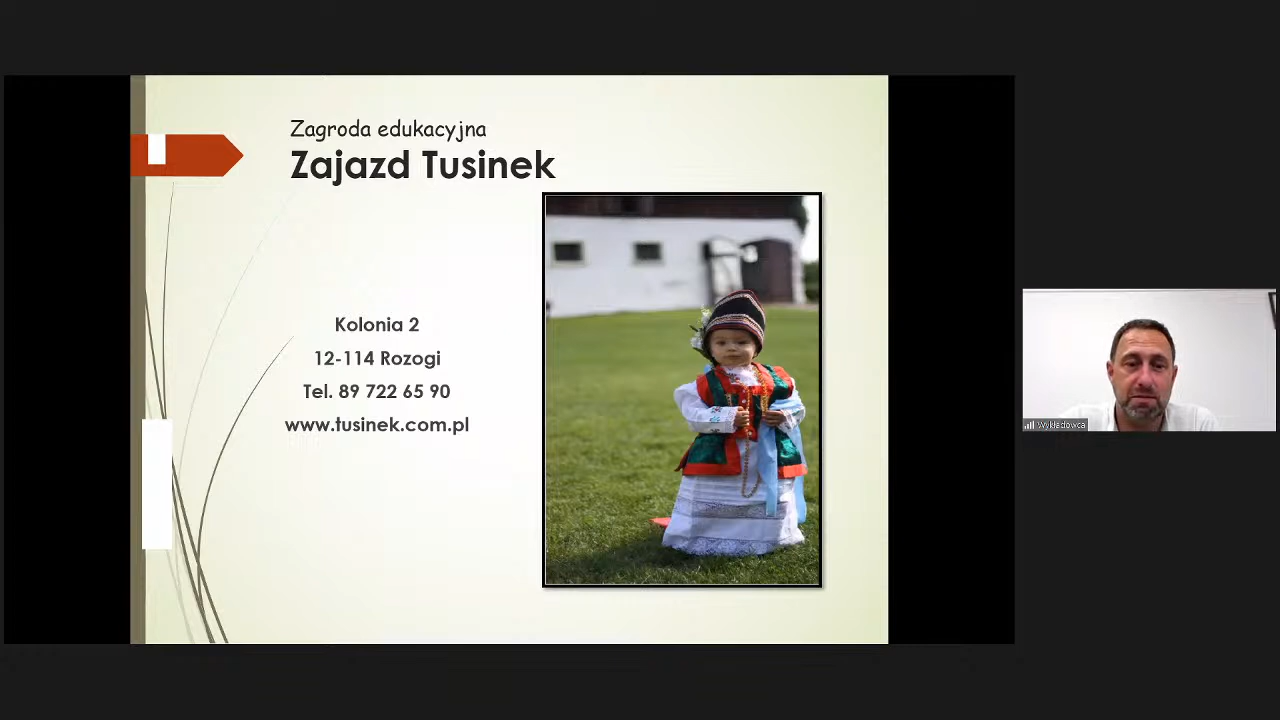 Zagroda edukacyjna
Zajazd Tusinek
Kolonia 2
12-114 Rozogi
Tel. 89 722 65 90
www.tusinek.com.pl
Wykładowca